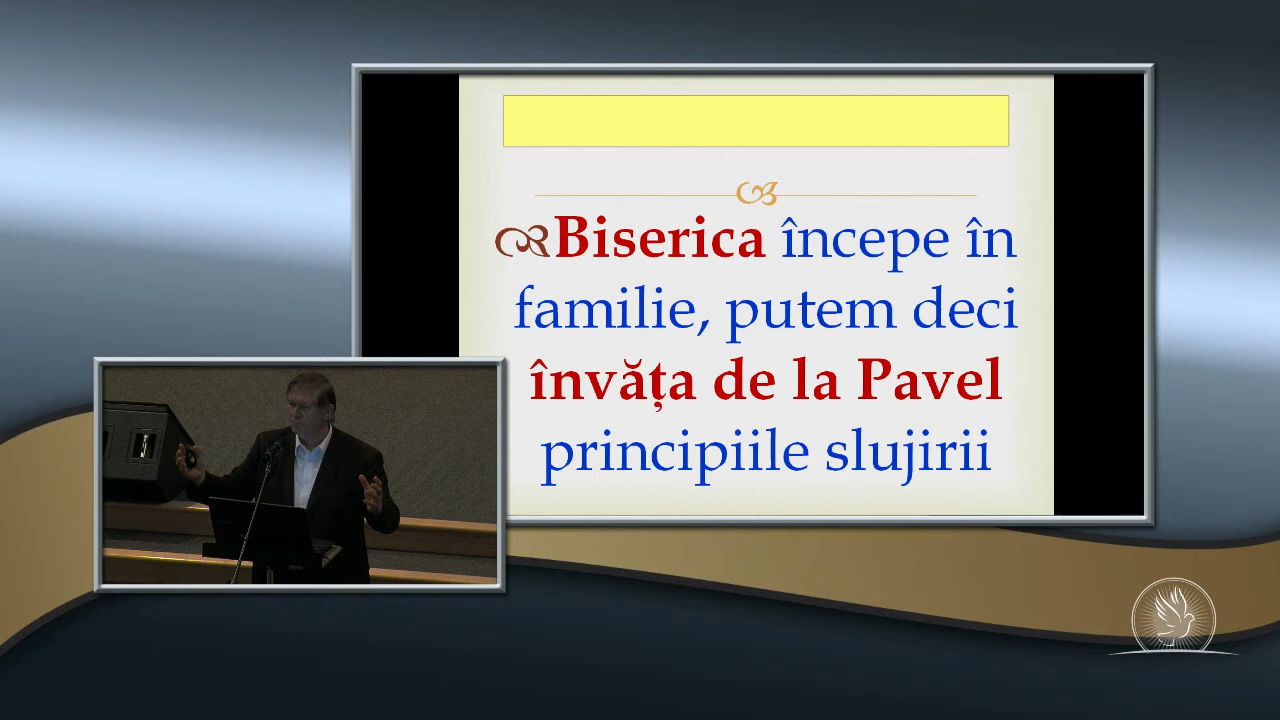 Biserica începe în
familie, putem deci
învăța de la Pavel
principiile slujirii